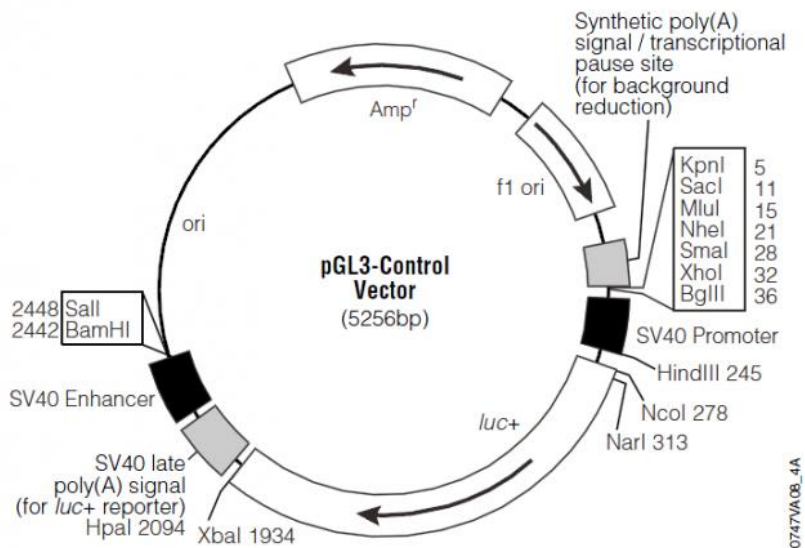 Synthetic poly(A)
signal / transcriptional
pause site
(for background
reduction)
Ampʳ
f1 ori
KpnI 5
SacI 11
MluI 15
NheI 21
SmaI 28
XhoI 32
BglII 36
ori
pGL3-Control
Vector
(5256bp)
2448 SalI
2442 BamHI
SV40 Promoter
HindIII 245
SV40 Enhancer
NcoI 278
luc+
NarI 313
SV40 late
poly(A) signal
(for luc+ reporter)
HpaI 2094
XbaI 1934
0747VA08_4A